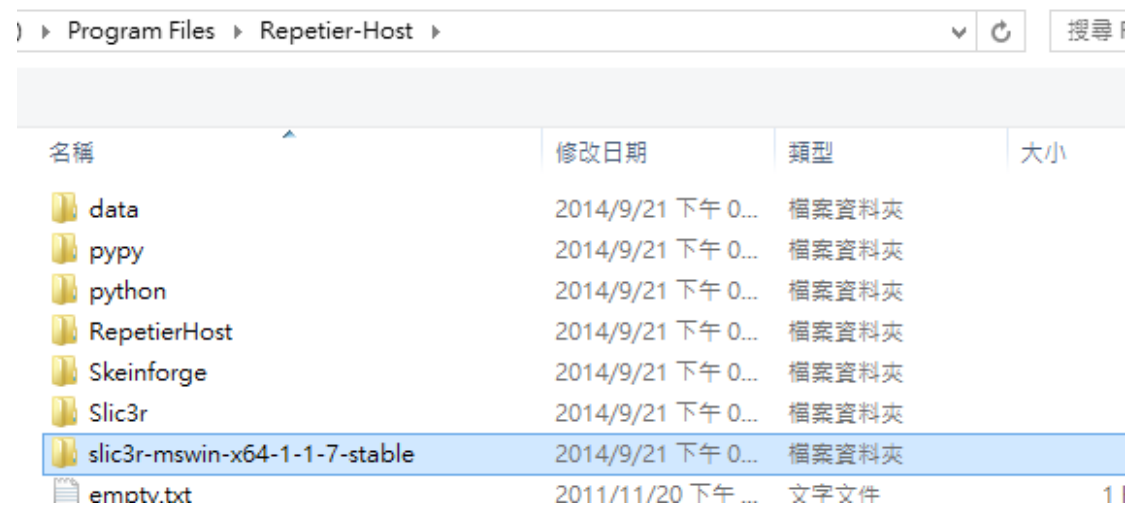 ) Program Files Repetier-Host 搜尋
名稱 修改日期 類型 大小
data 2014/9/21 下午 0... 檔案資料夾
pypy 2014/9/21 下午 0... 檔案資料夾
python 2014/9/21 下午 0... 檔案資料夾
RepetierHost 2014/9/21 下午 0... 檔案資料夾
Skeinforge 2014/9/21 下午 0... 檔案資料夾
Slic3r 2014/9/21 下午 0... 檔案資料夾
slic3r-mswin-x64-1-1-7-stable 2014/9/21 下午 0... 檔案資料夾
empty.txt 2011/11/20 下午 ... 文字文件 1